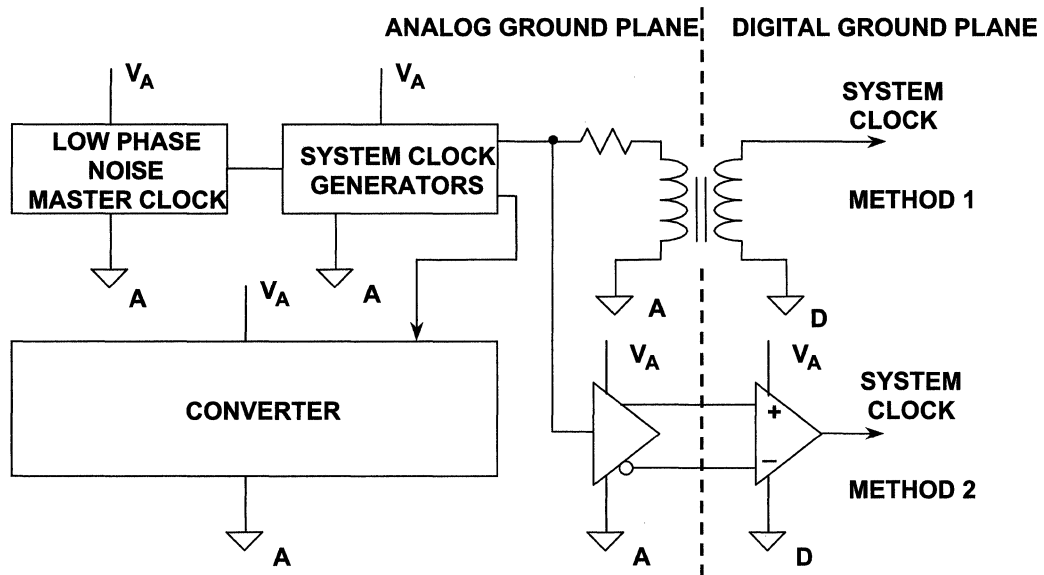 ANALOG GROUND PLANE
DIGITAL GROUND PLANE
VA
VA
LOW PHASE
NOISE
MASTER CLOCK
SYSTEM CLOCK
GENERATORS
SYSTEM
CLOCK
METHOD 1
A
A
A
D
VA
CONVERTER
A
VA
VA
+
–
SYSTEM
CLOCK
METHOD 2
A
D